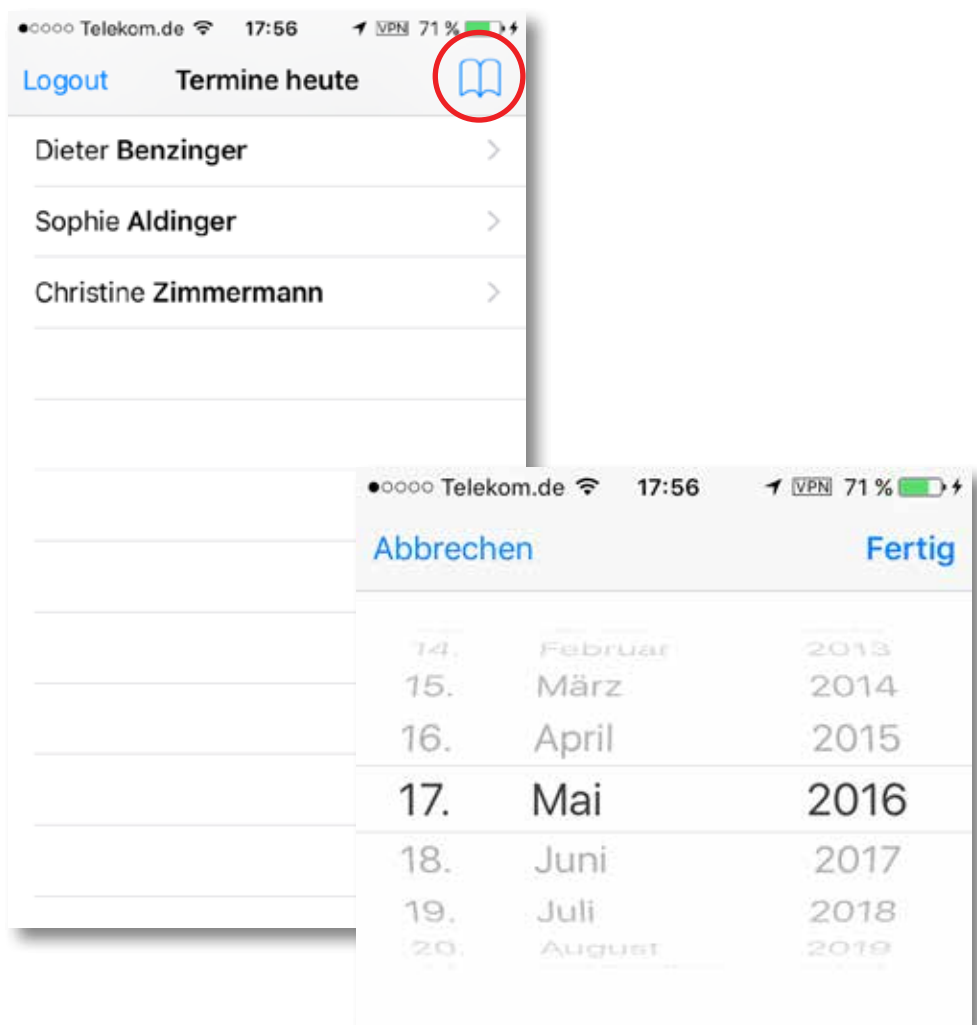 Telekom.de 17:56 VPN 71 %
Logout Termine heute
Dieter Benzinger
Sophie Aldinger
Christine Zimmermann
Telekom.de 17:56 VPN 71 %
Abbrechen Fertig
14. Februar 2013
15. März 2014
16. April 2015
17. Mai 2016
18. Juni 2017
19. Juli 2018
20. August 2019